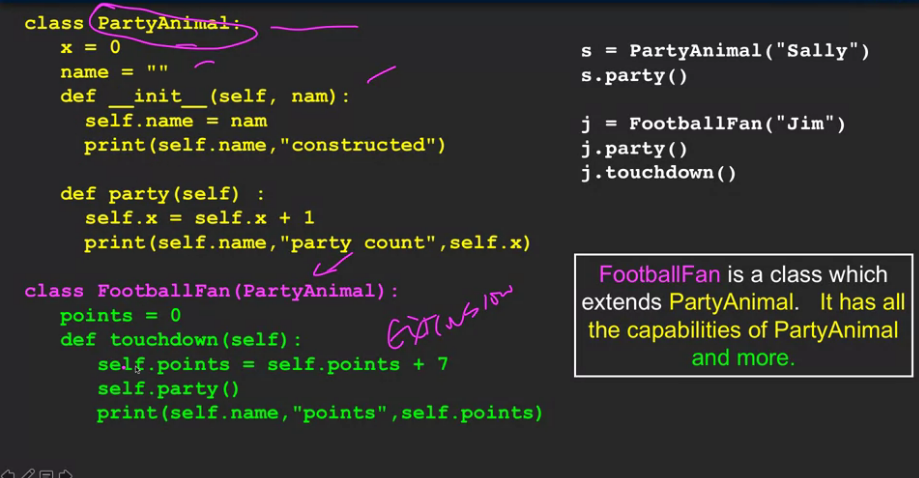 class PartyAnimal:
x = 0
name = ""
def __init__(self, nam):
self.name = nam
print(self.name,"constructed")
def party(self) :
self.x = self.x + 1
print(self.name,"party count",self.x)
class FootballFan(PartyAnimal):
points = 0
def touchdown(self):
self.points = self.points + 7
self.party()
print(self.name,"points",self.points)
Extension
s = PartyAnimal("Sally")
s.party()
j = FootballFan("Jim")
j.party()
j.touchdown()
FootballFan is a class which
extends PartyAnimal. It has all
the capabilities of PartyAnimal
and more.